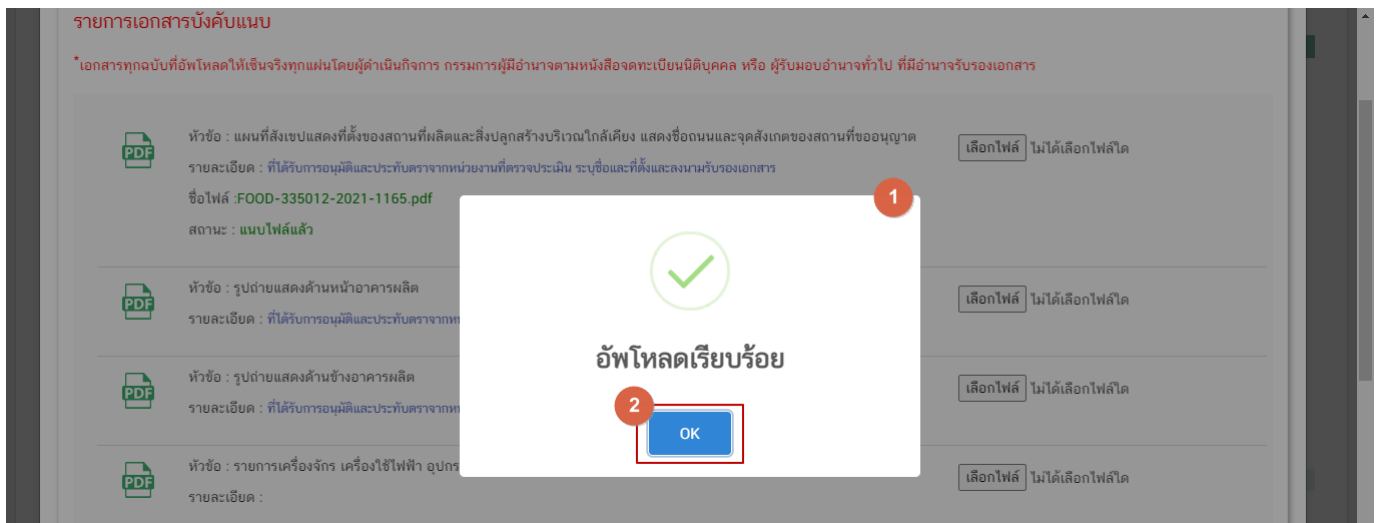 รายการเอกสารบังคับแนบ
*เอกสารทุกฉบับที่อัพโหลดให้เซ็นจริงทุกแผ่นโดยผู้ดำเนินกิจการ กรรมการผู้มีอำนาจตามหนังสือจดทะเบียนนิติบุคคล หรือ ผู้รับมอบอำนาจทั่วไป ที่มีอำนาจรับรองเอกสาร
PDF
หัวข้อ : แผนที่สังเขปแสดงที่ตั้งของสถานที่ผลิตและสิ่งปลูกสร้างบริเวณใกล้เคียง แสดงชื่อถนนและจุดสังเกตของสถานที่ขออนุญาต
เลือกไฟล์ ไม่ได้เลือกไฟล์ใด
รายละเอียด : ที่ได้รับการอนุมัติและประทับตราจากหน่วยงานที่ตรวจประเมิน ระบุชื่อและที่ตั้งและลงนามรับรองเอกสาร
ชื่อไฟล์ :FOOD-335012-2021-1165.pdf
สถานะ : แนบไฟล์แล้ว
1
PDF
หัวข้อ : รูปถ่ายแสดงด้านหน้าอาคารผลิต
เลือกไฟล์ ไม่ได้เลือกไฟล์ใด
รายละเอียด : ที่ได้รับการอนุมัติและประทับตราจาก
อัพโหลดเรียบร้อย
PDF
หัวข้อ : รูปถ่ายแสดงด้านข้างอาคารผลิต
เลือกไฟล์ ไม่ได้เลือกไฟล์ใด
รายละเอียด : ที่ได้รับการอนุมัติและประทับตราจาก
2
OK
PDF
หัวข้อ : รายการเครื่องจักร เครื่องใช้ไฟฟ้า อุปกร
เลือกไฟล์ ไม่ได้เลือกไฟล์ใด
รายละเอียด :